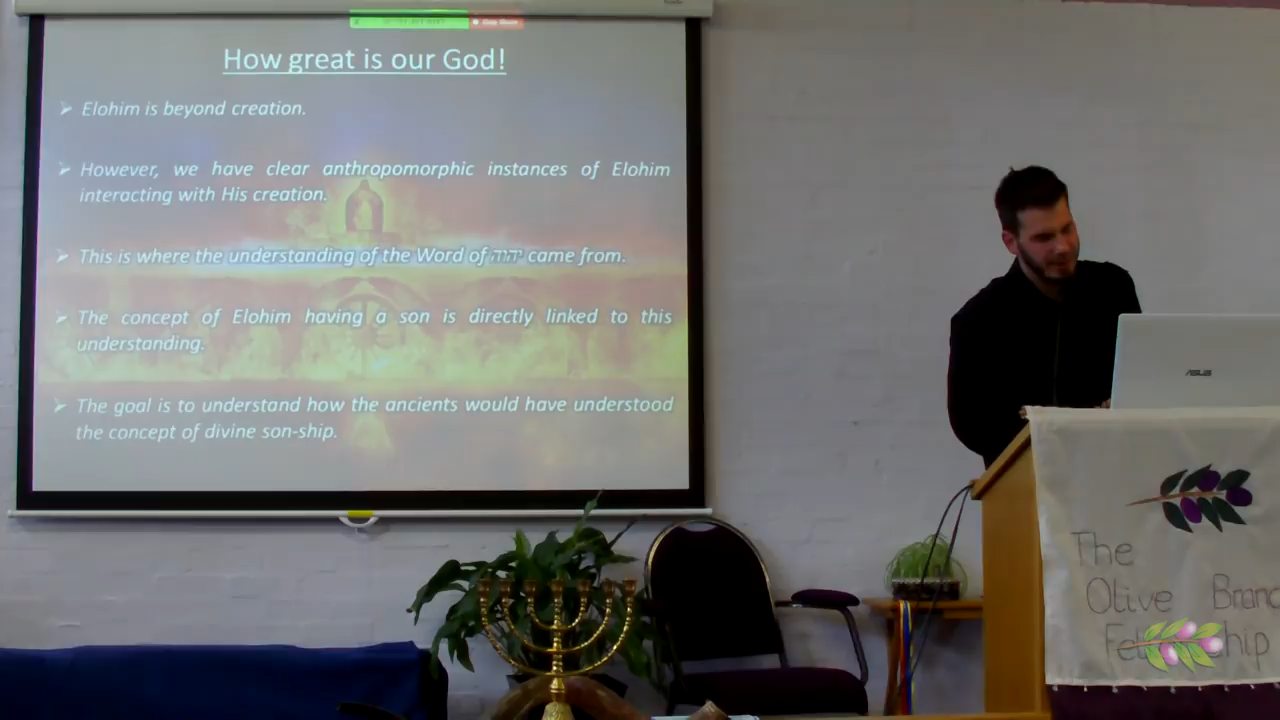 How great is our God!
➢ Elohim is beyond creation.
➢ However, we have clear anthropomorphic instances of Elohim
interacting with His creation.
➢ This is where the understanding of the Word of יהוה came from.
➢ The concept of Elohim having a son is directly linked to this
understanding.
➢ The goal is to understand how the ancients would have understood
the concept of divine son-ship.
ASUS
The
Olive Branc